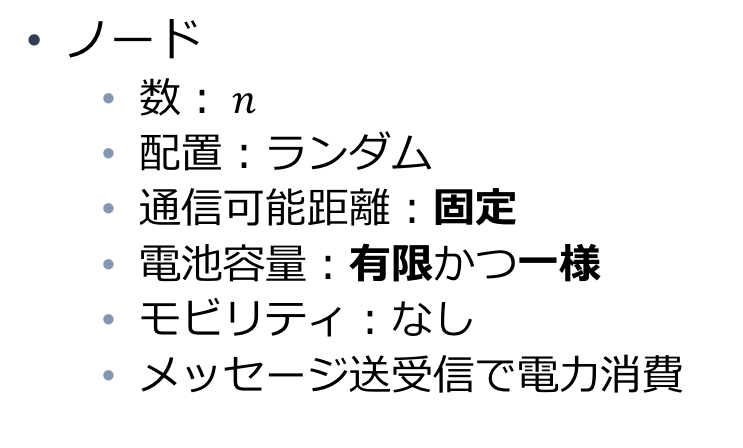 • ノード
• 数： n
• 配置：ランダム
• 通信可能距離：固定
• 電池容量：有限かつ一様
• モビリティ：なし
• メッセージ送受信で電力消費